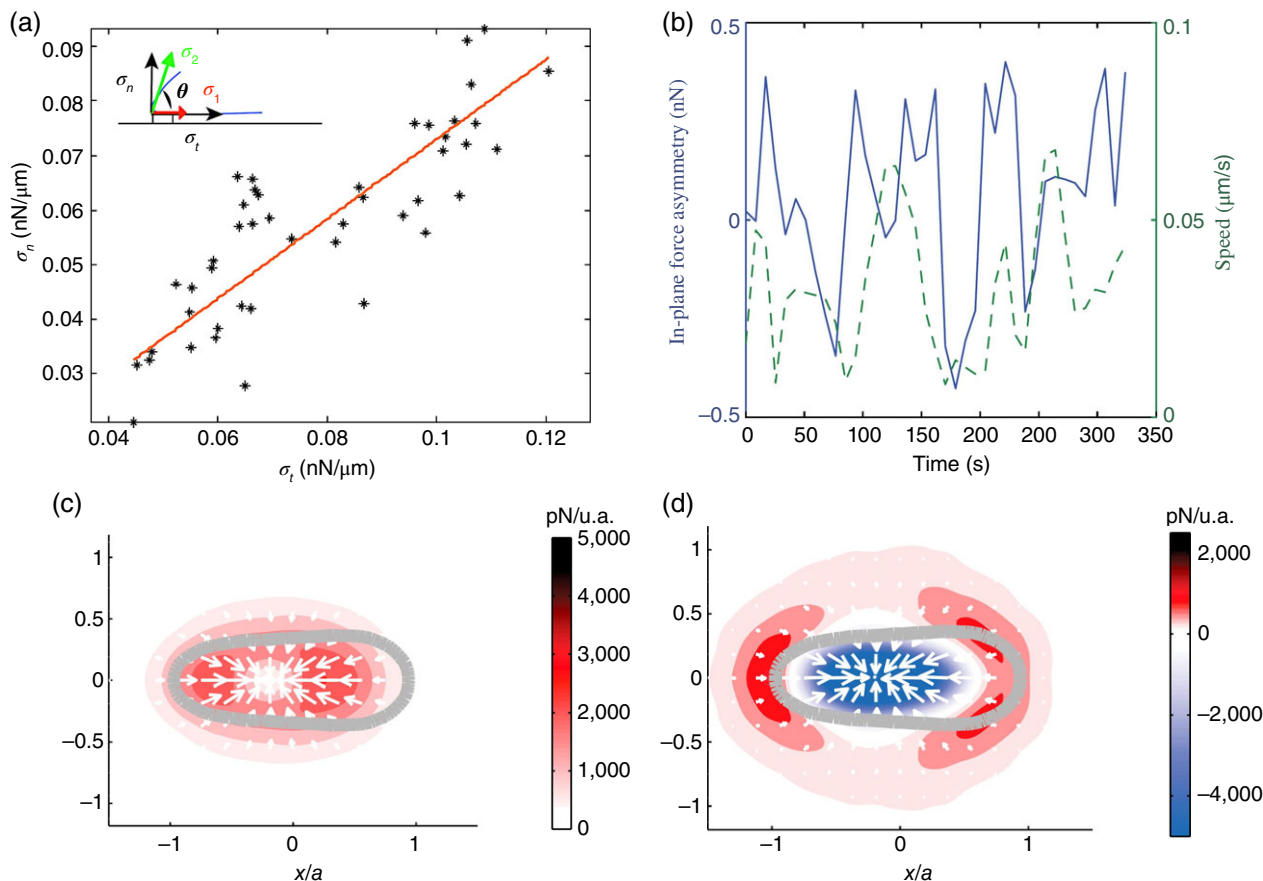 (a)
0.09
0.08
0.07
0.06
0.05
0.04
0.03
σn (nN/μm)
σn
σ2
θ
σ1
σt
0.04
0.06
0.08
0.1
0.12
σt (nN/μm)
(b)
0.5
0
–0.5
In-plane force asymmetry (nN)
0.1
0.05
0
Speed (μm/s)
0
50
100
150
200
250
300
350
Time (s)
(c)
1
0.5
0
–0.5
–1
–1
0
1
x/a
pN/u.a.
5,000
4,000
3,000
2,000
1,000
0
(d)
1
0.5
0
–0.5
–1
–1
0
1
x/a
pN/u.a.
2,000
0
–2,000
–4,000